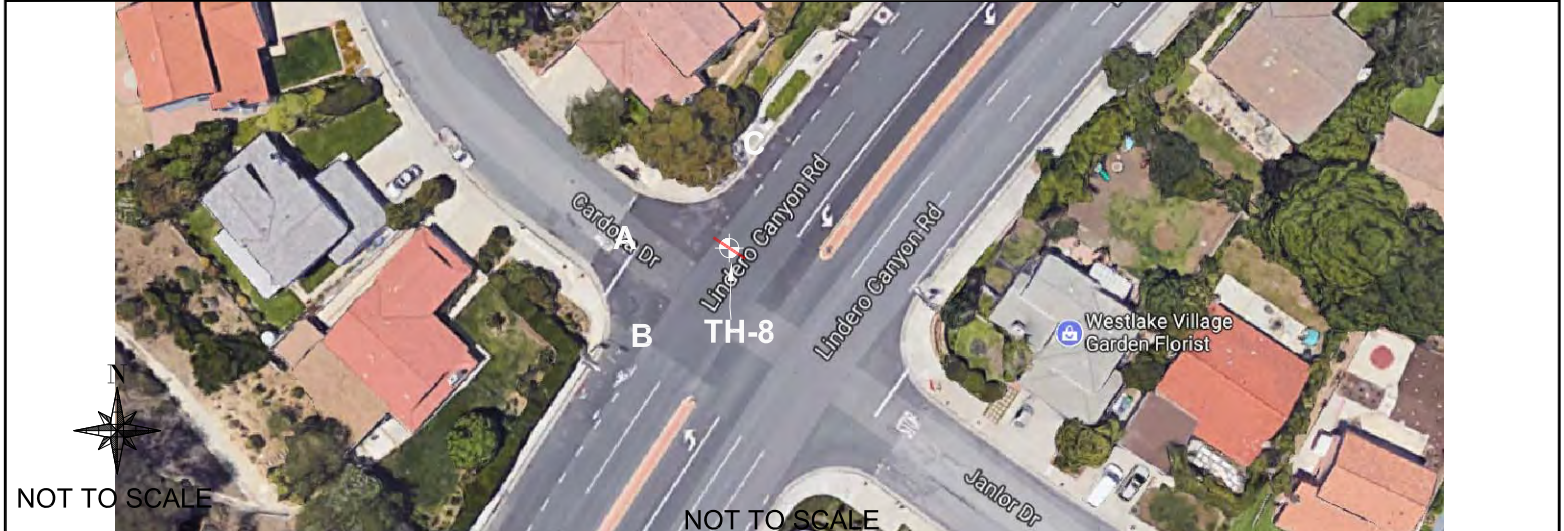 C
Lindero Canyon Rd
Cardova Dr
A
Lindero Canyon Rd
B
TH-8
Westlake Village
Garden Florist
N
NOT TO SCALE
Janlor Dr
NOT TO SCALE